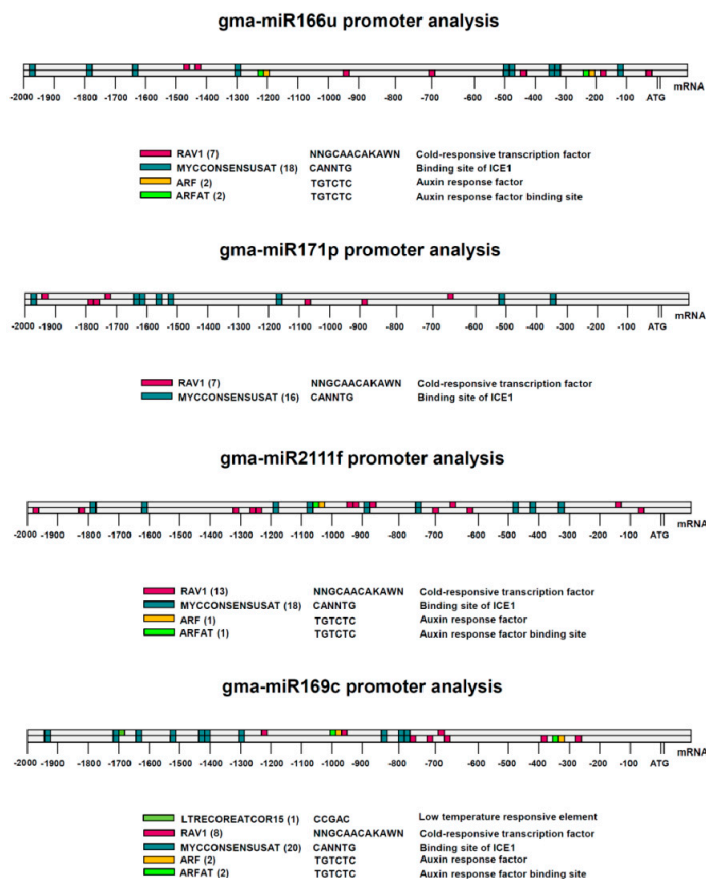 gma-miR166u promoter analysis
-2000 -1900 -1800 -1700 -1600 -1500 -1400 -1300 -1200 -1100 -1000 -900 -800 -700 -600 -500 -400 -300 -200 -100 ATG mRNA
RAV1 (7) NNGCAACAKAWN Cold-responsive transcription factor
MYCCONSENSUSAT (18) CANNTG Binding site of ICE1
ARF (2) TGTCTC Auxin response factor
ARFAT (2) TGTCTC Auxin response factor binding site
gma-miR171p promoter analysis
-2000 -1900 -1800 -1700 -1600 -1500 -1400 -1300 -1200 -1100 -1000 -900 -800 -700 -600 -500 -400 -300 -200 -100 ATG mRNA
RAV1 (7) NNGCAACAKAWN Cold-responsive transcription factor
MYCCONSENSUSAT (16) CANNTG Binding site of ICE1
gma-miR2111f promoter analysis
-2000 -1900 -1800 -1700 -1600 -1500 -1400 -1300 -1200 -1100 -1000 -900 -800 -700 -600 -500 -400 -300 -200 -100 ATG mRNA
RAV1 (13) NNGCAACAKAWN Cold-responsive transcription factor
MYCCONSENSUSAT (18) CANNTG Binding site of ICE1
ARF (1) TGTCTC Auxin response factor
ARFAT (1) TGTCTC Auxin response factor binding site
gma-miR169c promoter analysis
-2000 -1900 -1800 -1700 -1600 -1500 -1400 -1300 -1200 -1100 -1000 -900 -800 -700 -600 -500 -400 -300 -200 -100 ATG mRNA
LTRECOREATCOR15 (1) CCGAC Low temperature responsive element
RAV1 (8) NNGCAACAKAWN Cold-responsive transcription factor
MYCCONSENSUSAT (20) CANNTG Binding site of ICE1
ARF (2) TGTCTC Auxin response factor
ARFAT (2) TGTCTC Auxin response factor binding site